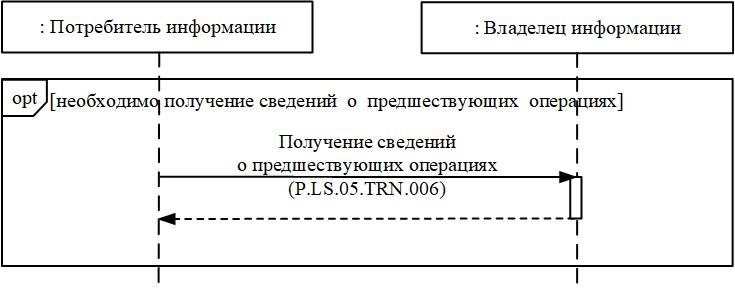 : Потребитель информации
: Владелец информации
opt [необходимо получение сведений о предшествующих операциях]
Получение сведений
о предшествующих операциях
(P.LS.05.TRN.006)